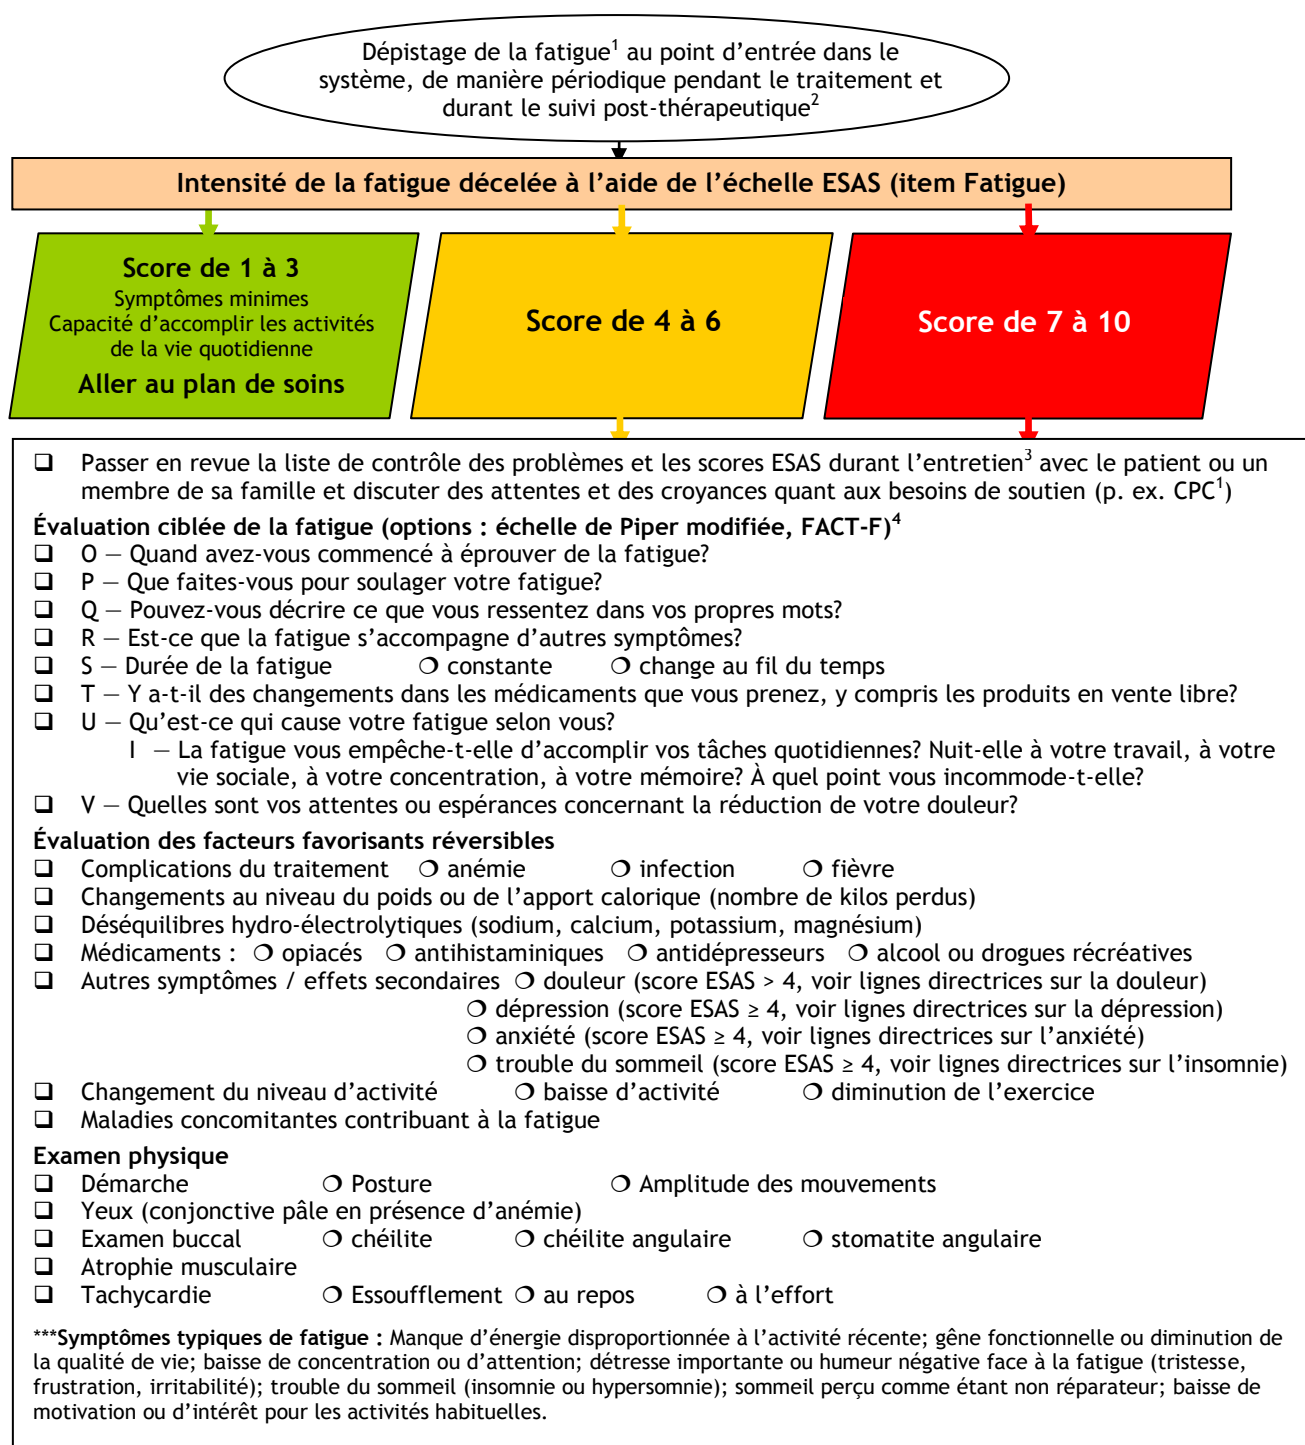 Dépistage de la fatigue¹ au point d’entrée dans le
système, de manière périodique pendant le traitement et
durant le suivi post-thérapeutique²
Intensité de la fatigue décelée à l’aide de l’échelle ESAS (item Fatigue)
Score de 1 à 3
Symptômes minimes
Capacité d’accomplir les activités
de la vie quotidienne
Aller au plan de soins
Score de 4 à 6
Score de 7 à 10
❑ Passer en revue la liste de contrôle des problèmes et les scores ESAS durant l’entretien³ avec le patient ou un
membre de sa famille et discuter des attentes et des croyances quant aux besoins de soutien (p. ex. CPC¹)
Évaluation ciblée de la fatigue (options : échelle de Piper modifiée, FACT-F)⁴
❑ O — Quand avez-vous commencé à éprouver de la fatigue?
❑ P — Que faites-vous pour soulager votre fatigue?
❑ Q — Pouvez-vous décrire ce que vous ressentez dans vos propres mots?
❑ R — Est-ce que la fatigue s’accompagne d’autres symptômes?
❑ S — Durée de la fatigue ❍ constante ❍ change au fil du temps
❑ T — Y a-t-il des changements dans les médicaments que vous prenez, y compris les produits en vente libre?
❑ U — Qu’est-ce qui cause votre fatigue selon vous?
I — La fatigue vous empêche-t-elle d’accomplir vos tâches quotidiennes? Nuit-elle à votre travail, à votre
vie sociale, à votre concentration, à votre mémoire? À quel point vous incommode-t-elle?
❑ V — Quelles sont vos attentes ou espérances concernant la réduction de votre douleur?
Évaluation des facteurs favorisants réversibles
❑ Complications du traitement ❍ anémie ❍ infection ❍ fièvre
❑ Changements au niveau du poids ou de l’apport calorique (nombre de kilos perdus)
❑ Déséquilibres hydro-électrolytiques (sodium, calcium, potassium, magnésium)
❑ Médicaments : ❍ opiacés ❍ antihistaminiques ❍ antidépresseurs ❍ alcool ou drogues récréatives
❑ Autres symptômes / effets secondaires ❍ douleur (score ESAS > 4, voir lignes directrices sur la douleur)
❍ dépression (score ESAS ≥ 4, voir lignes directrices sur la dépression)
❍ anxiété (score ESAS ≥ 4, voir lignes directrices sur l’anxiété)
❍ trouble du sommeil (score ESAS ≥ 4, voir lignes directrices sur l’insomnie)
❑ Changement du niveau d’activité ❍ baisse d’activité ❍ diminution de l’exercice
❑ Maladies concomitantes contribuant à la fatigue
Examen physique
❑ Démarche ❍ Posture ❍ Amplitude des mouvements
❑ Yeux (conjonctive pâle en présence d’anémie)
❑ Examen buccal ❍ chéilite ❍ chéilite angulaire ❍ stomatite angulaire
❑ Atrophie musculaire
❑ Tachycardie ❍ Essoufflement ❍ au repos ❍ à l’effort
***Symptômes typiques de fatigue : Manque d’énergie disproportionnée à l’activité récente; gêne fonctionnelle ou diminution de
la qualité de vie; baisse de concentration ou d’attention; détresse importante ou humeur négative face à la fatigue (tristesse,
frustration, irritabilité); trouble du sommeil (insomnie ou hypersomnie); sommeil perçu comme étant non réparateur; baisse de
motivation ou d’intérêt pour les activités habituelles.